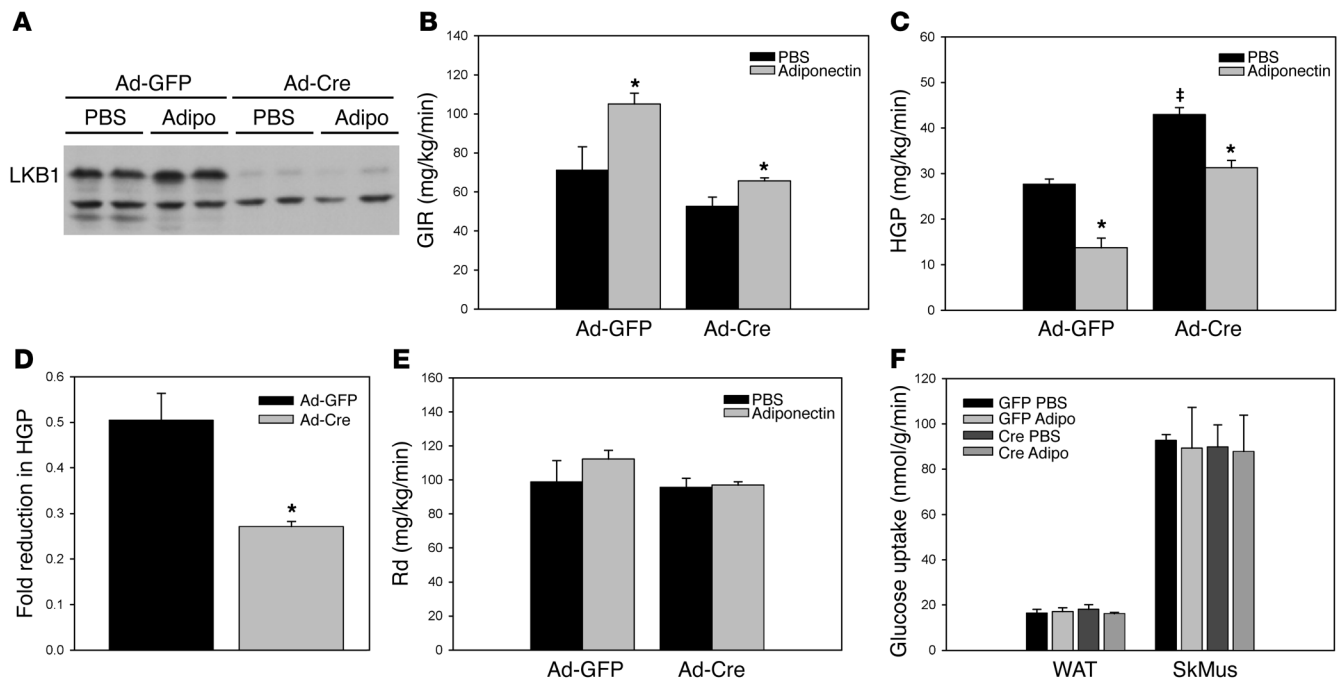 A
Ad-GFP Ad-Cre
PBS Adipo PBS Adipo
LKB1
B
GIR (mg/kg/min)
140
120
100
80
60
40
20
0
PBS
Adiponectin
*
*
Ad-GFP Ad-Cre
C
HGP (mg/kg/min)
60
50
40
30
20
10
0
PBS
Adiponectin
*
‡
*
Ad-GFP Ad-Cre
D
Fold reduction in HGP
0.6
0.5
0.4
0.3
0.2
0.1
0.0
Ad-GFP
Ad-Cre
*
E
Rd (mg/kg/min)
160
140
120
100
80
60
40
20
0
PBS
Adiponectin
Ad-GFP Ad-Cre
F
Glucose uptake (nmol/g/min)
120
100
80
60
40
20
0
GFP PBS
GFP Adipo
Cre PBS
Cre Adipo
WAT SkMus